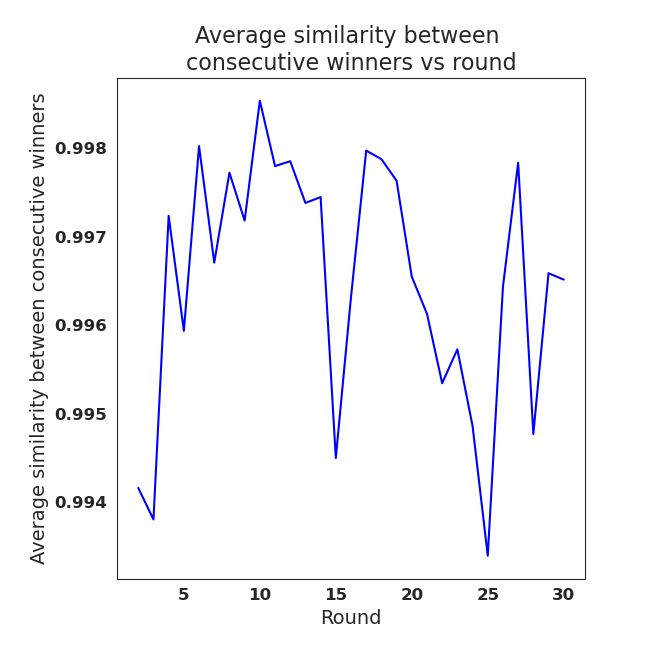 Average similarity between
consecutive winners vs round
Average similarity between consecutive winners
0.998
0.997
0.996
0.995
0.994
5 10 15 20 25 30
Round